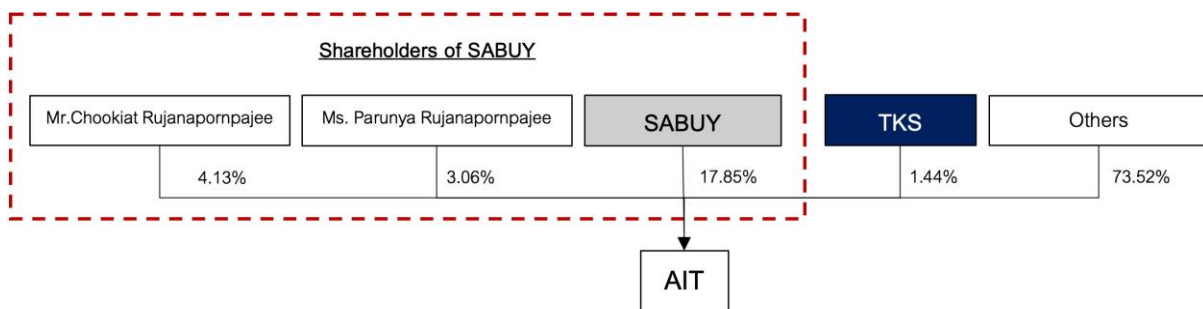 Shareholders of SABUY
Mr.Chookiat Rujanapornpajee
Ms. Parunya Rujanapornpajee
SABUY
TKS
Others
4.13%
3.06%
17.85%
1.44%
73.52%
AIT